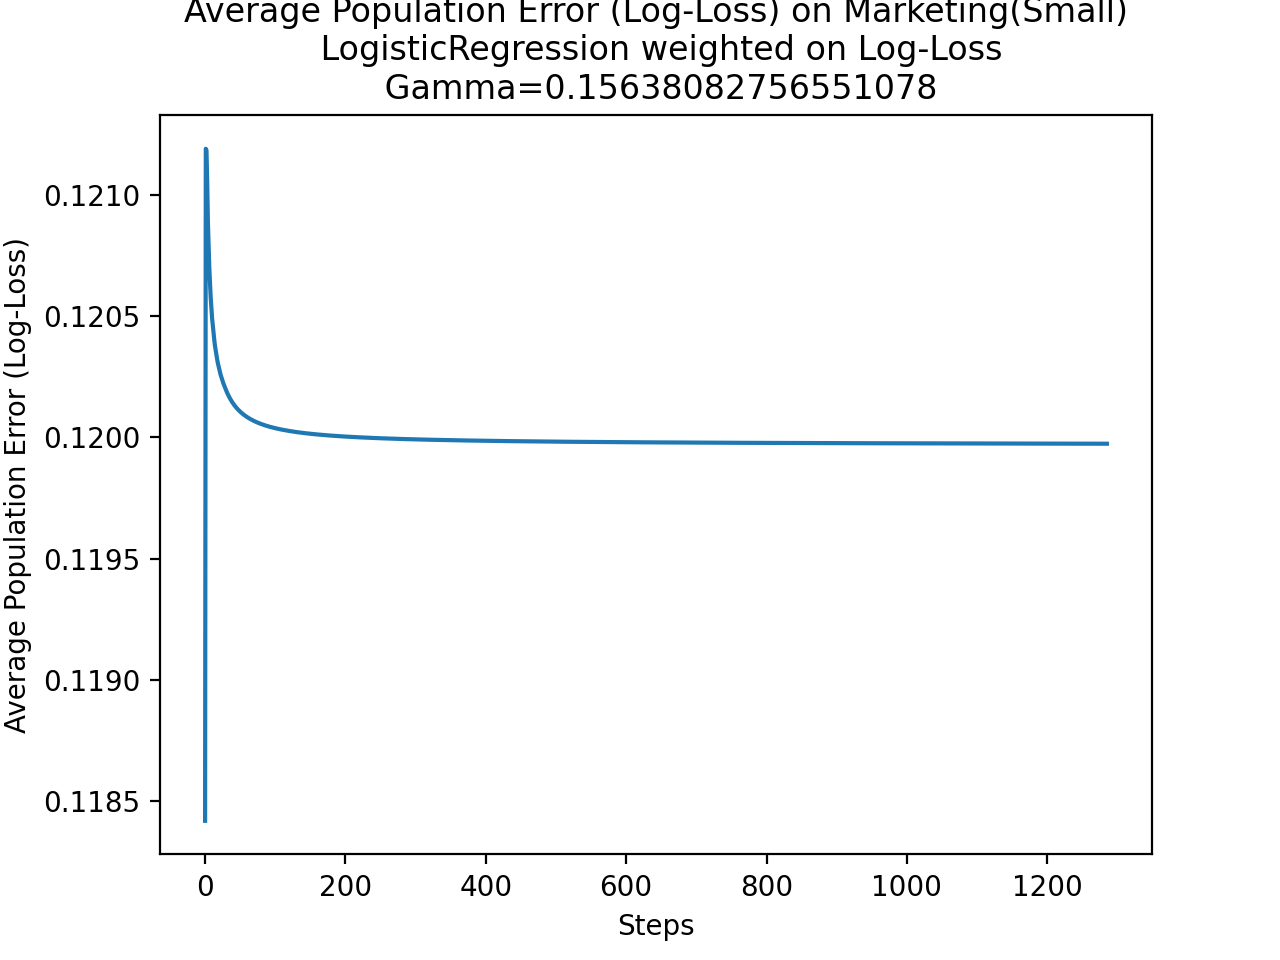 Average Population Error (Log-Loss) on Marketing(Small)
LogisticRegression weighted on Log-Loss
Gamma=0.15638082756551078
Average Population Error (Log-Loss)
0.1210
0.1205
0.1200
0.1195
0.1190
0.1185
0 200 400 600 800 1000 1200
Steps